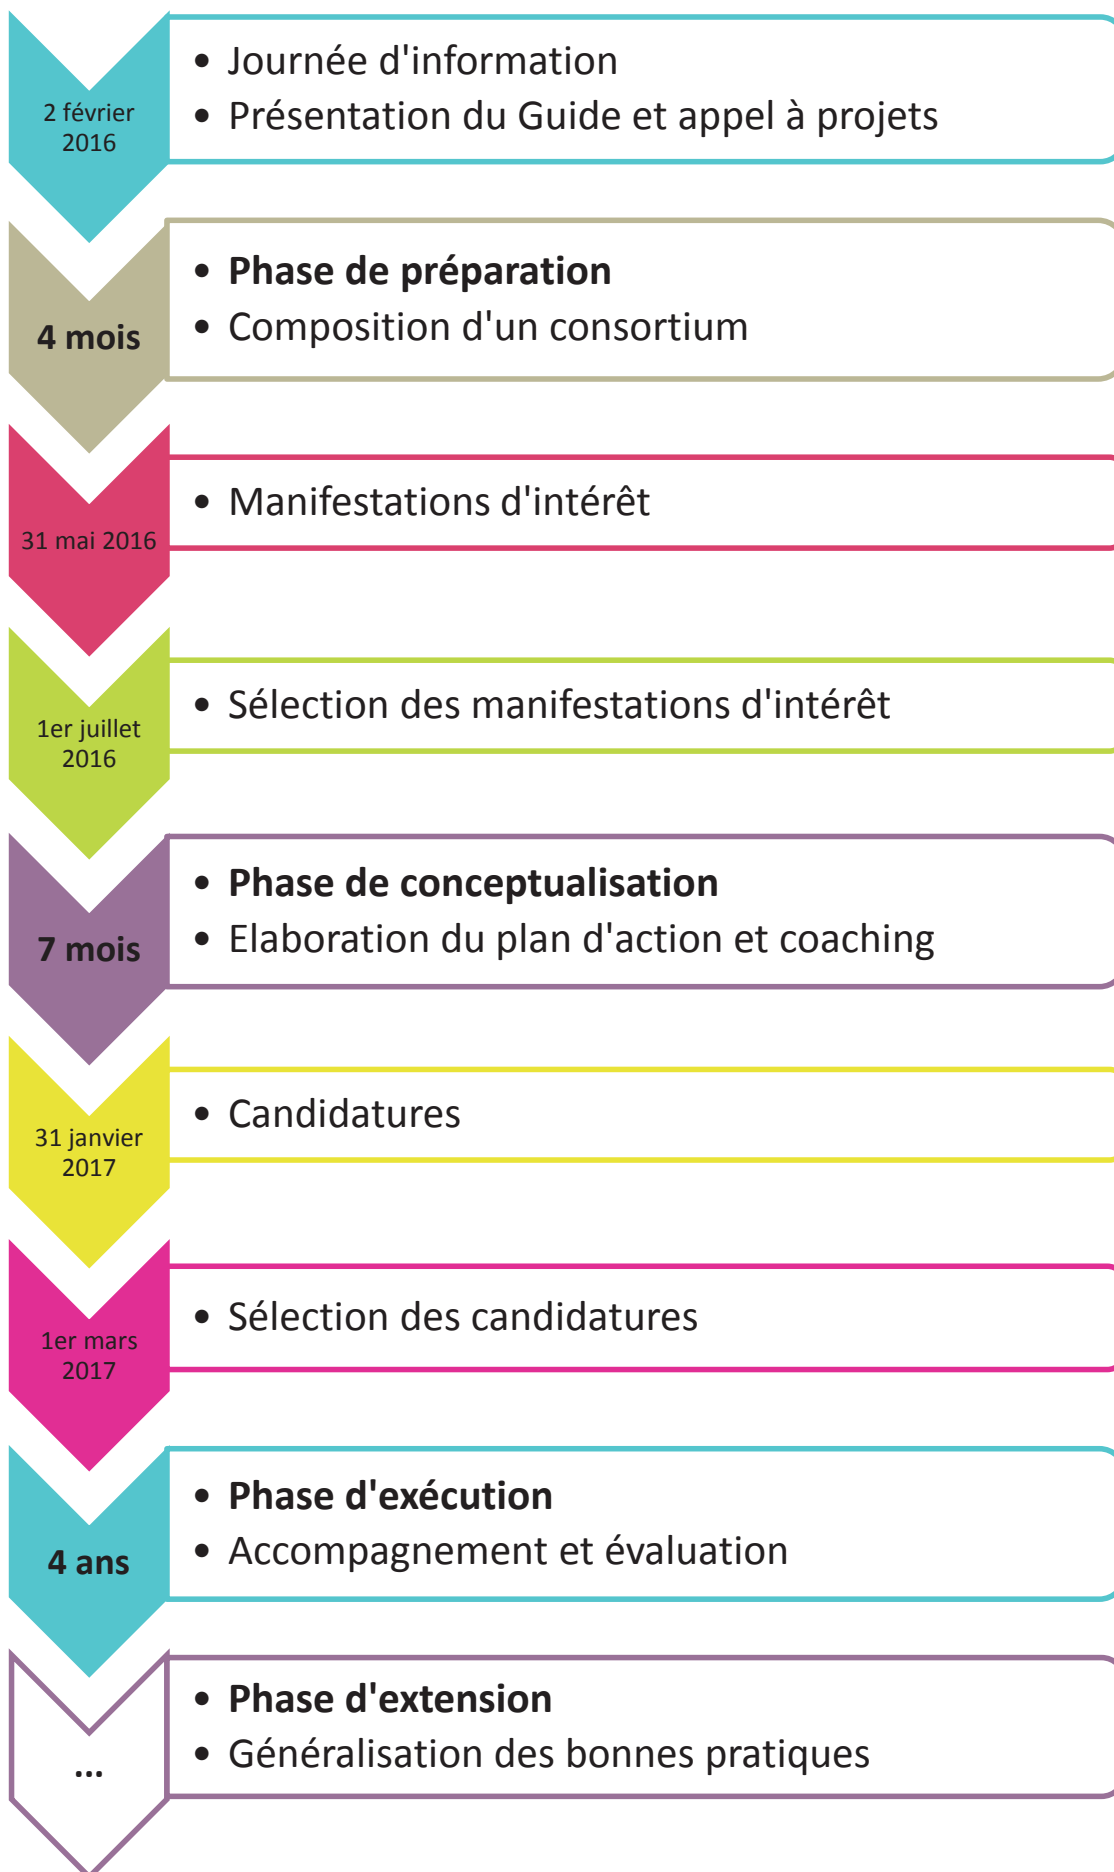 2 février
2016
• Journée d'information
• Présentation du Guide et appel à projets
4 mois
• Phase de préparation
• Composition d'un consortium
31 mai 2016
• Manifestations d'intérêt
1er juillet
2016
• Sélection des manifestations d'intérêt
7 mois
• Phase de conceptualisation
• Elaboration du plan d'action et coaching
31 janvier
2017
• Candidatures
1er mars
2017
• Sélection des candidatures
4 ans
• Phase d'exécution
• Accompagnement et évaluation
...
• Phase d'extension
• Généralisation des bonnes pratiques